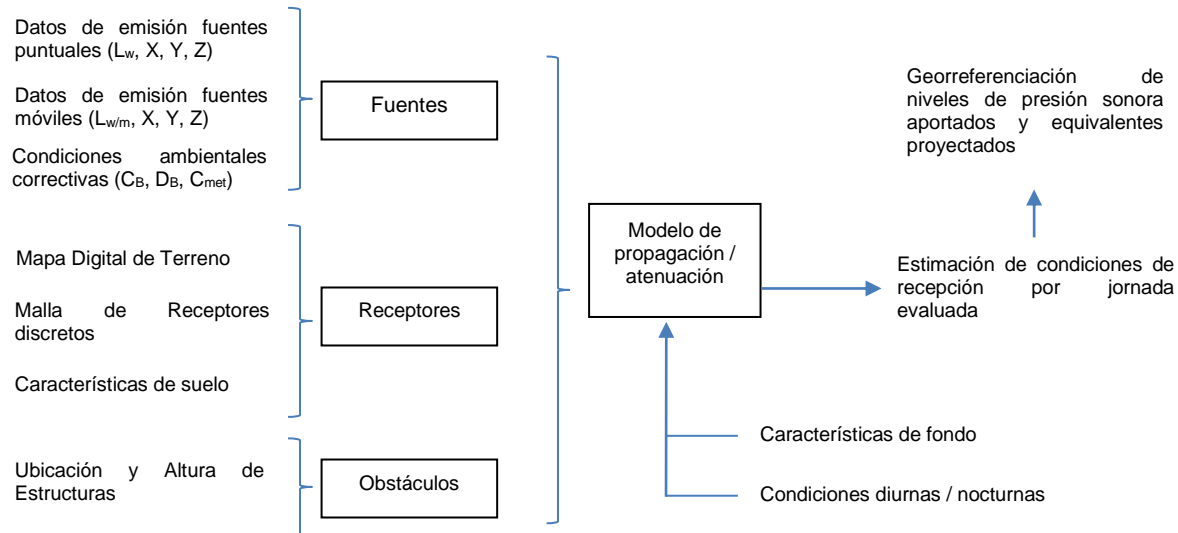 Datos de emisión fuentes
puntuales (Lw, X, Y, Z)
Datos de emisión fuentes
móviles (Lw/m, X, Y, Z)
Condiciones ambientales
correctivas (CB, DB, Cmet)
Fuentes
Mapa Digital de Terreno
Malla de Receptores
discretos
Características de suelo
Receptores
Ubicación y Altura de
Estructuras
Obstáculos
Modelo de
propagación /
atenuación
Características de fondo
Condiciones diurnas / nocturnas
Estimación de condiciones de
recepción por jornada
evaluada
Georreferenciación de
niveles de presión sonora
aportados y equivalentes
proyectados